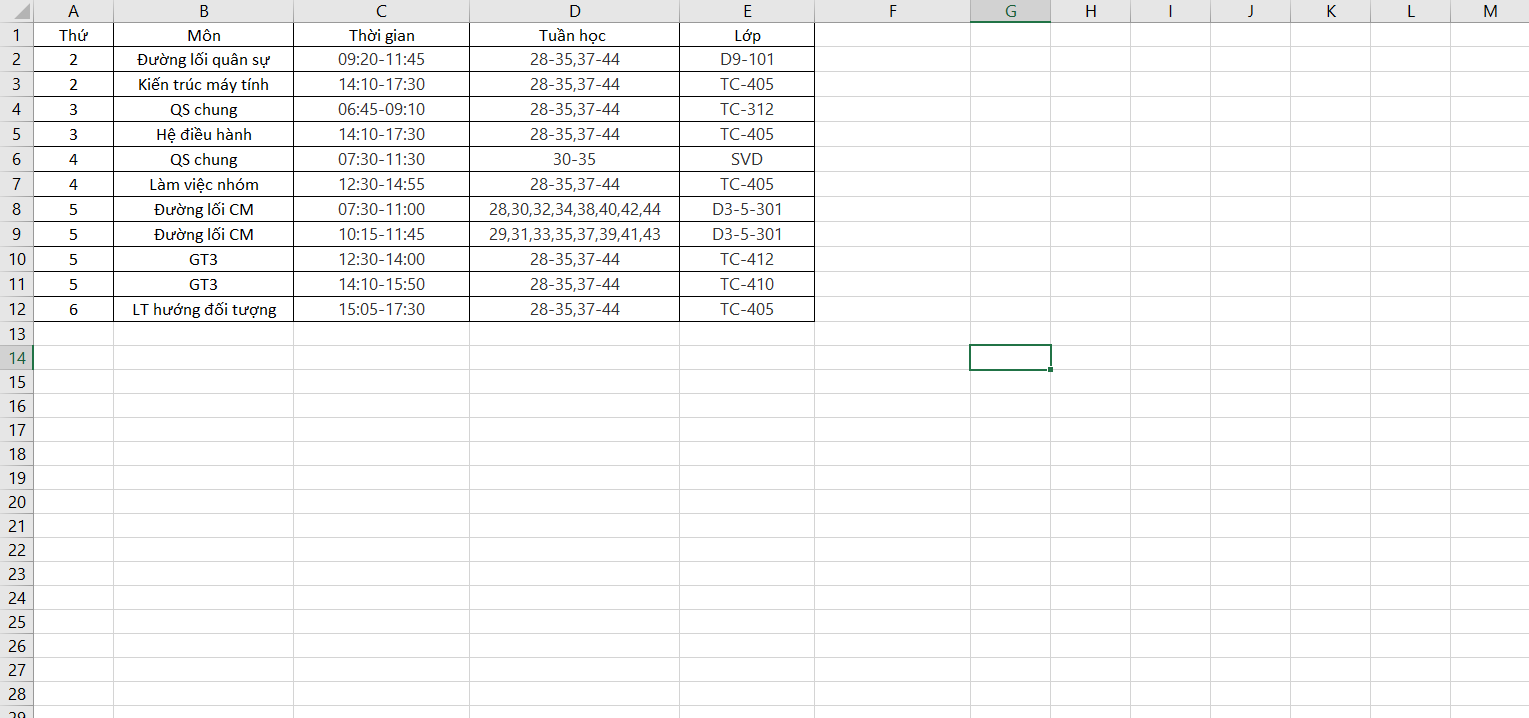 A B C D E F G H I J K L M
1 Thứ Môn Thời gian Tuần học Lớp
2 2 Đường lối quân sự 09:20-11:45 28-35,37-44 D9-101
3 2 Kiến trúc máy tính 14:10-17:30 28-35,37-44 TC-405
4 3 QS chung 06:45-09:10 28-35,37-44 TC-312
5 3 Hệ điều hành 14:10-17:30 28-35,37-44 TC-405
6 4 QS chung 07:30-11:30 30-35 SVD
7 4 Làm việc nhóm 12:30-14:55 28-35,37-44 TC-405
8 5 Đường lối CM 07:30-11:00 28,30,32,34,38,40,42,44 D3-5-301
9 5 Đường lối CM 10:15-11:45 29,31,33,35,37,39,41,43 D3-5-301
10 5 GT3 12:30-14:00 28-35,37-44 TC-412
11 5 GT3 14:10-15:50 28-35,37-44 TC-410
12 6 LT hướng đối tượng 15:05-17:30 28-35,37-44 TC-405
13
14
15
16
17
18
19
20
21
22
23
24
25
26
27
28
29